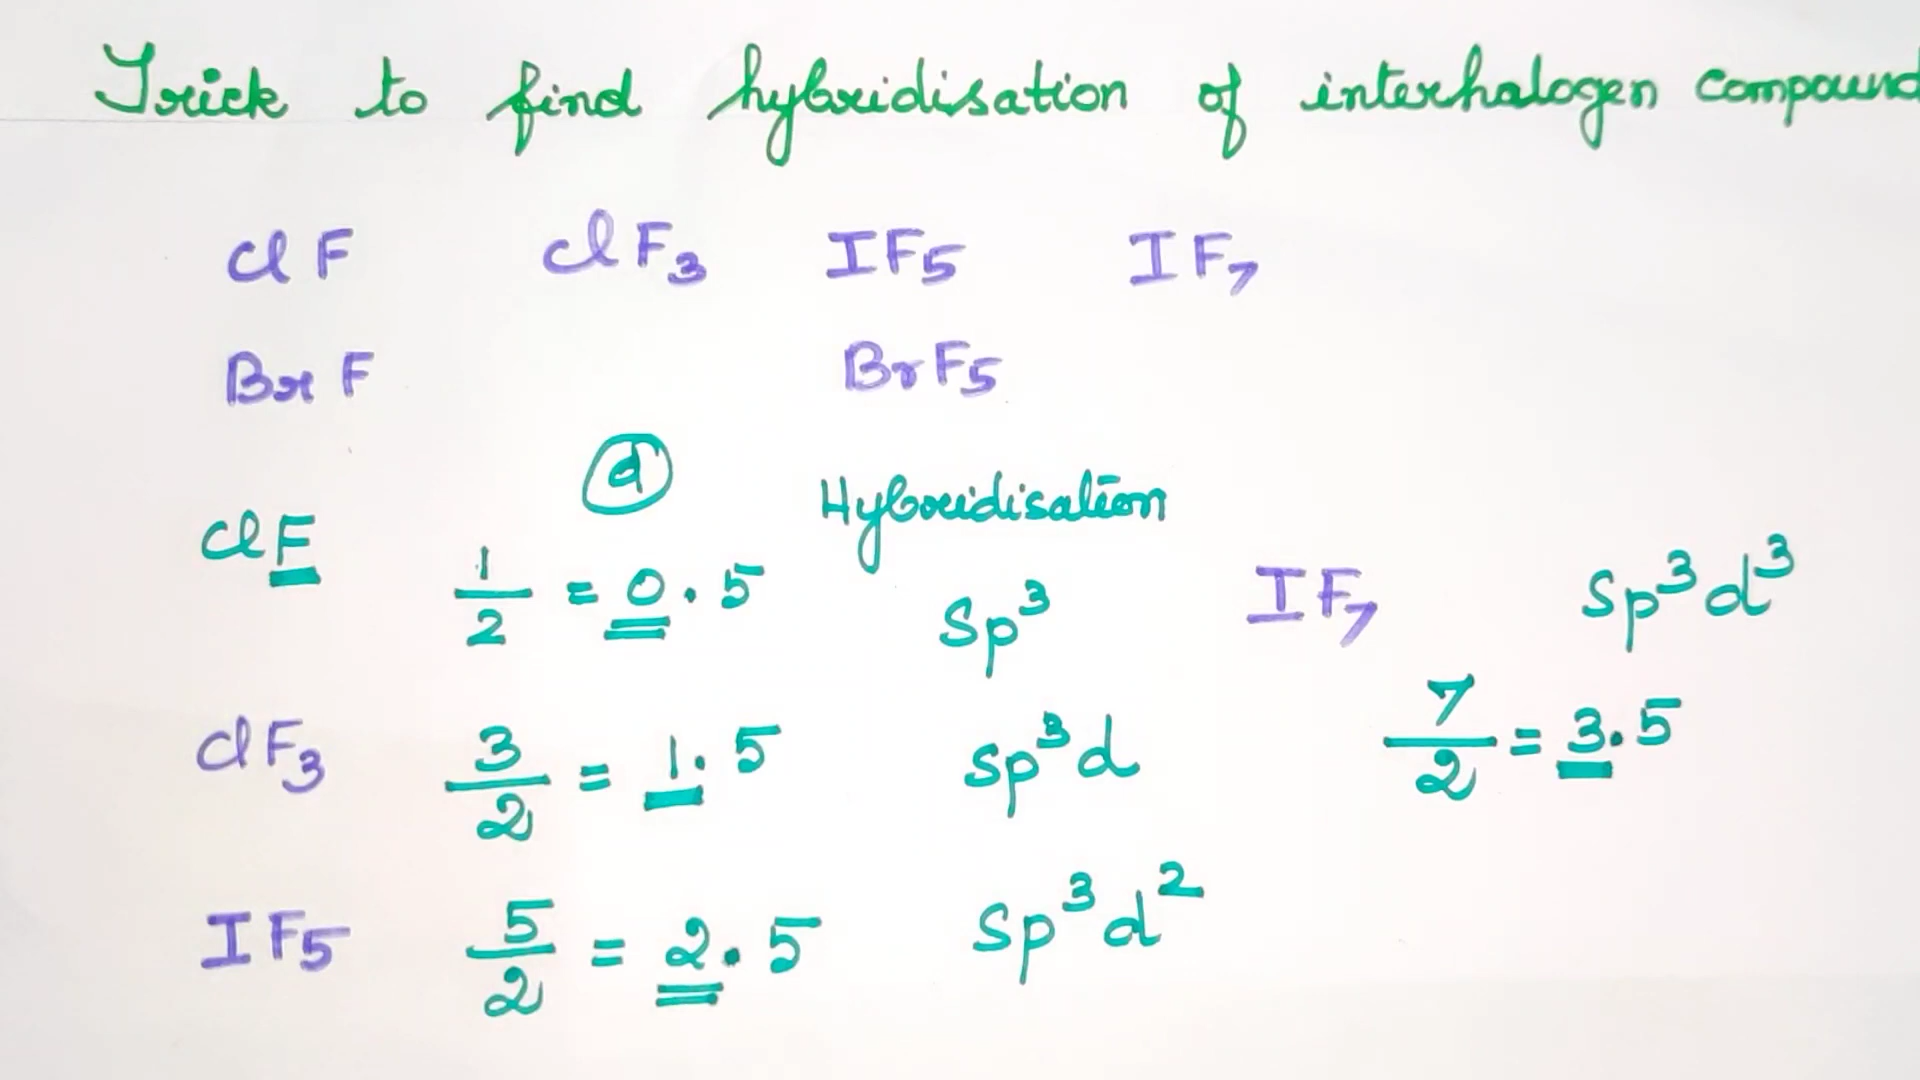 Trick to find hybridisation of interhalogen compound
ClF ClF₃ IF₅ IF₇
BrF BrF₅
ⓓ Hybridisation
ClF 1/2 = 0.5 Sp³ IF₇ Sp³d³
7/2 = 3.5
ClF₃ 3/2 = 1.5 Sp³d
IF₅ 5/2 = 2.5 Sp³d²